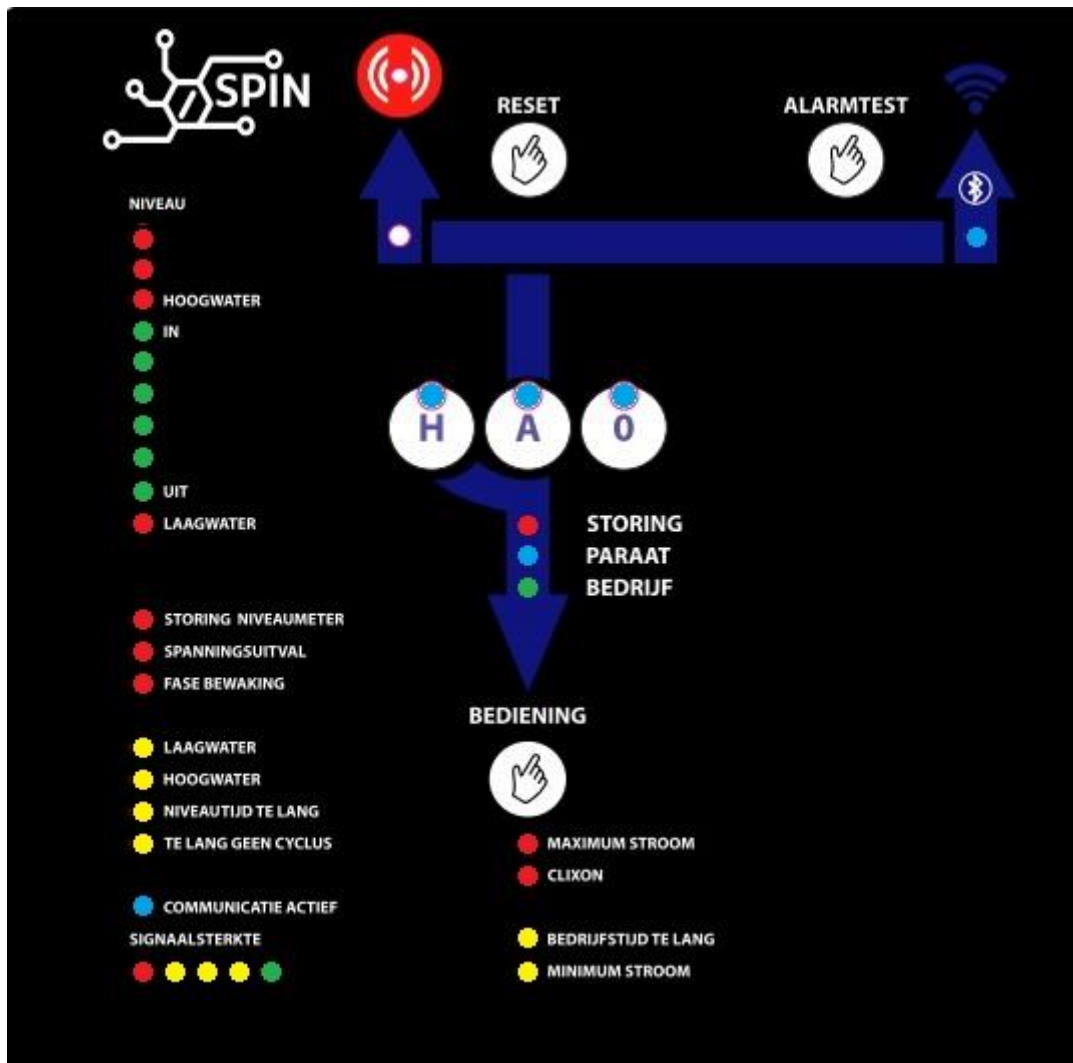 SPIN
RESET
ALARMTEST
NIVEAU
HOOGWATER
IN
UIT
LAAGWATER
H A 0
STORING
PARAAT
BEDRIJF
STORING NIVEAUMETER
SPANNINGSUITVAL
FASE BEWAKING
BEDIENING
LAAGWATER
HOOGWATER
NIVEAUTIJD TE LANG
TE LANG GEEN CYCLUS
MAXIMUM STROOM
CLIXON
COMMUNICATIE ACTIEF
SIGNAALSTERKTE
BEDRIJFSTIJD TE LANG
MINIMUM STROOM